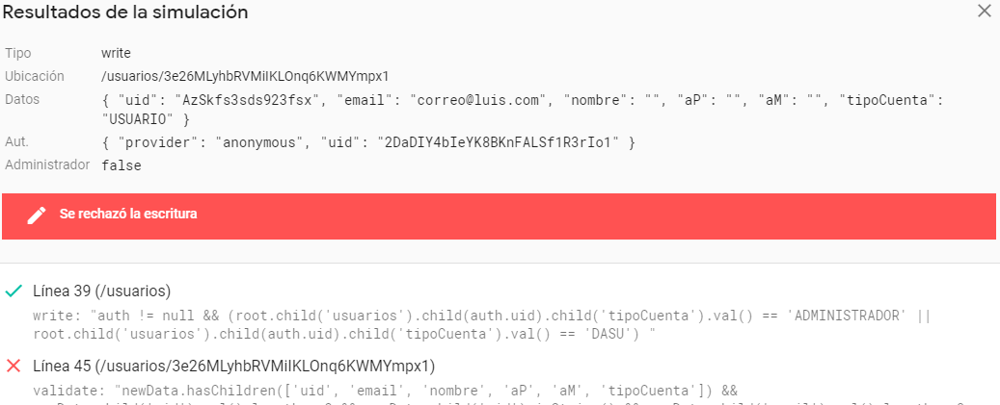 Resultados de la simulación
Tipo write
Ubicación /usuarios/3e26MLyhbRVMiIKLOnq6KWMYmpx1
Datos { "uid": "AzSkfs3sds923fsx", "email": "correo@luis.com", "nombre": "", "aP": "", "aM": "", "tipoCuenta":
"USUARIO" }
Aut. { "provider": "anonymous", "uid": "2DaDIY4bIeYK8BKnFALSf1R3rIo1" }
Administrador false
Se rechazó la escritura
Línea 39 (/usuarios)
write: "auth != null && (root.child('usuarios').child(auth.uid).child('tipoCuenta').val() == 'ADMINISTRADOR' ||
root.child('usuarios').child(auth.uid).child('tipoCuenta').val() == 'DASU') "
Línea 45 (/usuarios/3e26MLyhbRVMiIKLOnq6KWMYmpx1)
validate: "newData.hasChildren(['uid', 'email', 'nombre', 'aP', 'aM', 'tipoCuenta']) &&